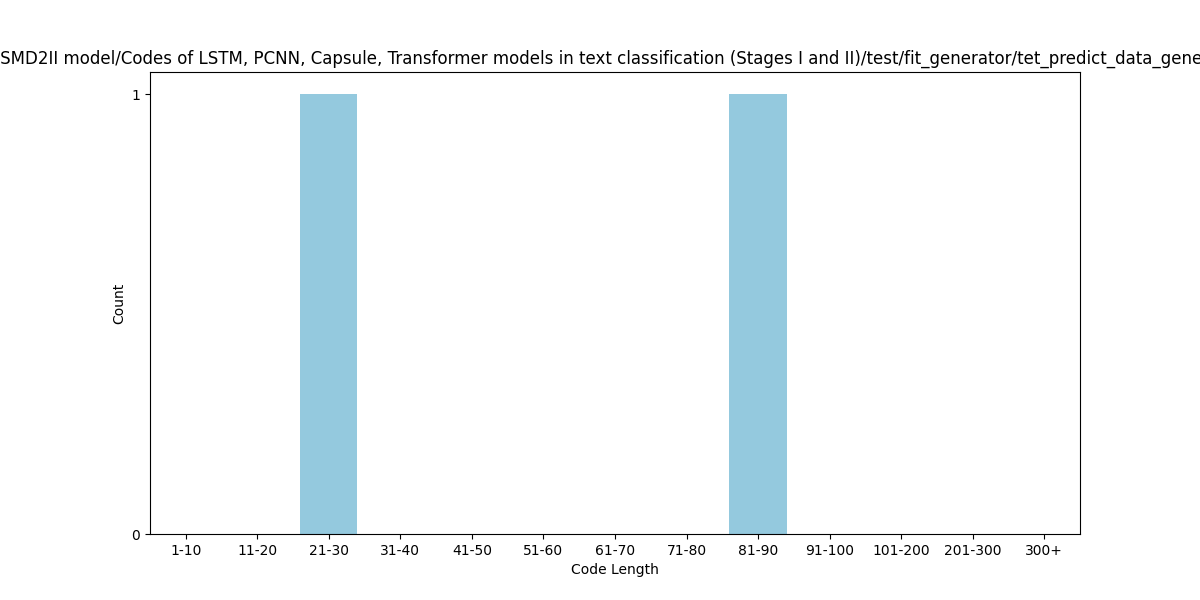 SMD2II model/Codes of LSTM, PCNN, Capsule, Transformer models in text classification (Stages I and II)/test/fit_generator/tet_predict_data_gene
1
0
Count
1-10 11-20 21-30 31-40 41-50 51-60 61-70 71-80 81-90 91-100 101-200 201-300 300+
Code Length